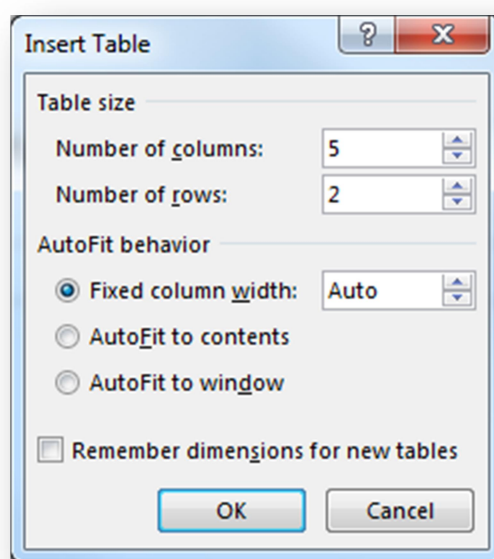 Insert Table
Table size
Number of columns: 5
Number of rows: 2
AutoFit behavior
Fixed column width: Auto
AutoFit to contents
AutoFit to window
Remember dimensions for new tables
OK Cancel